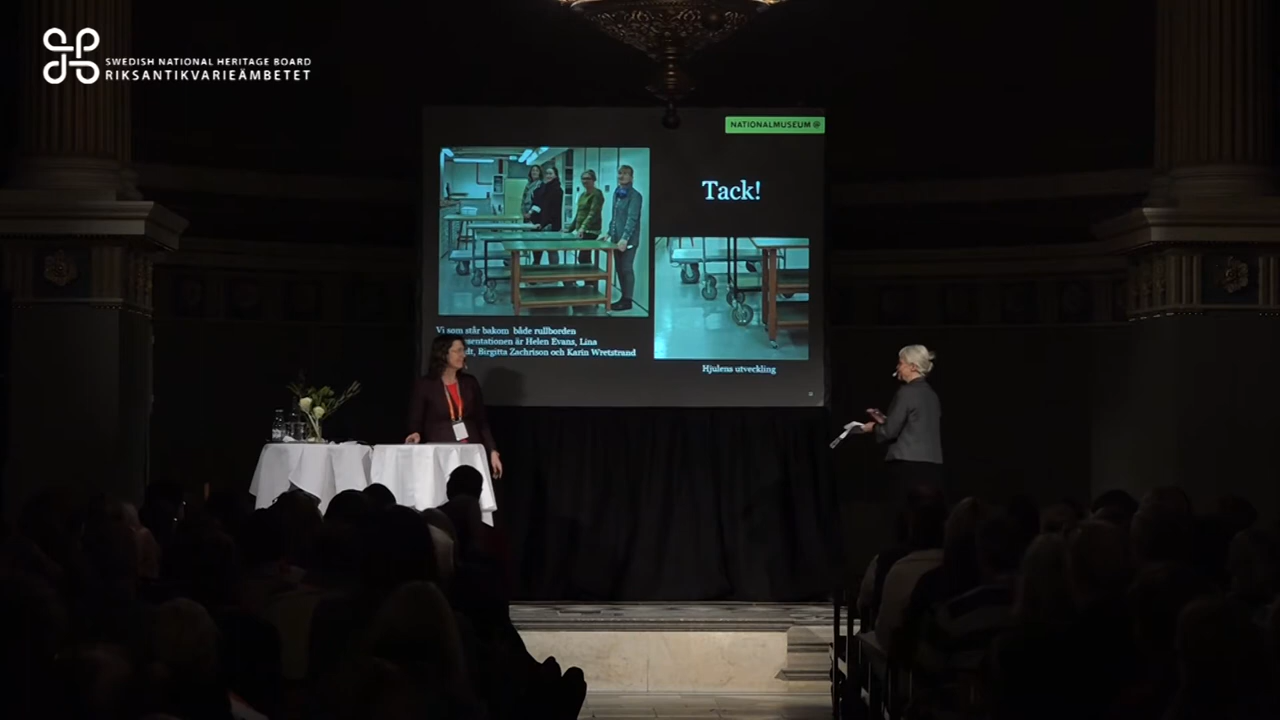 SWEDISH NATIONAL HERITAGE BOARD
RIKSANTIKVARIEÄMBETET
NATIONALMUSEUM
Tack!
Vi som står bakom både rullborden
är Helen Evans, Lina
Birgitta Zachrison och Karin Wretstrand
Hjulens utveckling